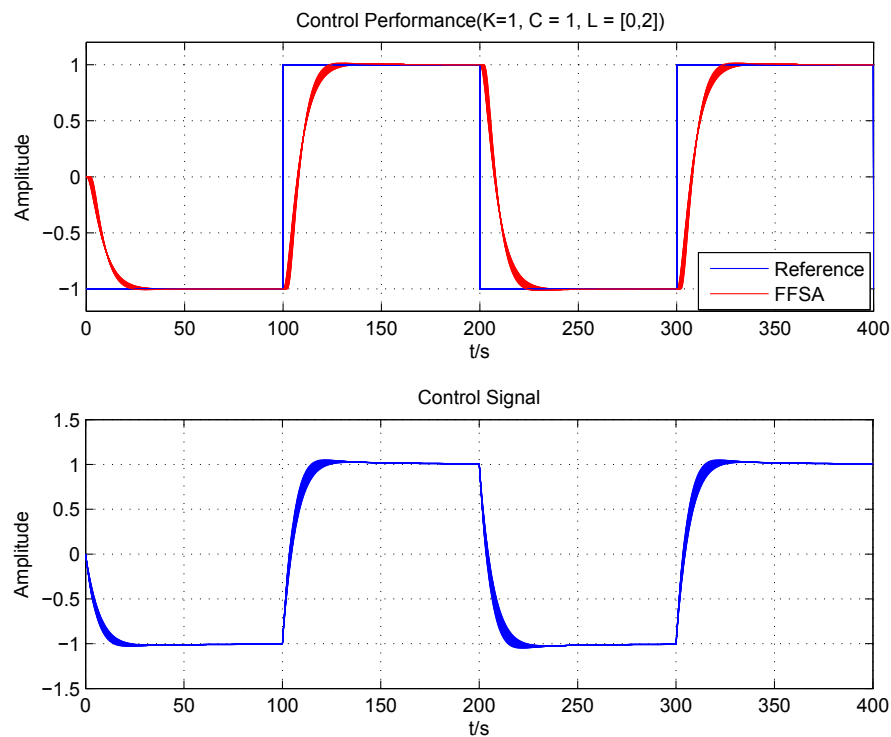 Control Performance(K=1, C = 1, L = [0,2])
1
0.5
0
−0.5
−1
Amplitude
Reference
FFSA
0 50 100 150 200 250 300 350 400
t/s
Control Signal
1.5
1
0.5
0
−0.5
−1
−1.5
Amplitude
0 50 100 150 200 250 300 350 400
t/s